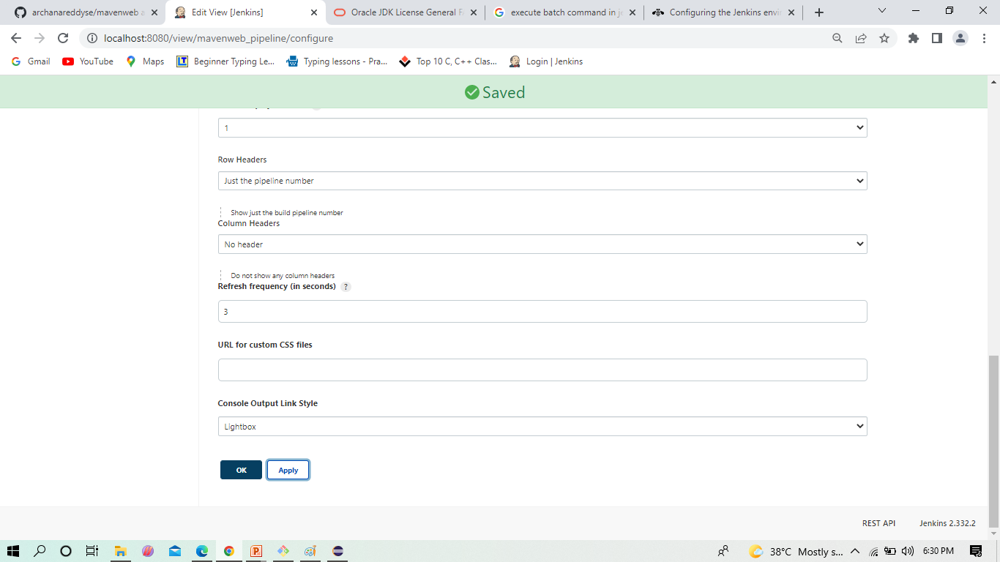 archanareddyse/mavenweb a
Edit View [Jenkins]
Oracle JDK License General F
execute batch command in je
Configuring the Jenkins envi
localhost:8080/view/mavenweb_pipeline/configure
Gmail
YouTube
Maps
Beginner Typing Le...
Typing lessons - Pra...
Top 10 C, C++ Clas...
Login | Jenkins
Saved
1
Row Headers
Just the pipeline number
Show just the build pipeline number
Column Headers
No header
Do not show any column headers
Refresh frequency (in seconds) ?
3
URL for custom CSS files
Console Output Link Style
Lightbox
OK
Apply
REST API
Jenkins 2.332.2
38°C Mostly s...
6:30 PM